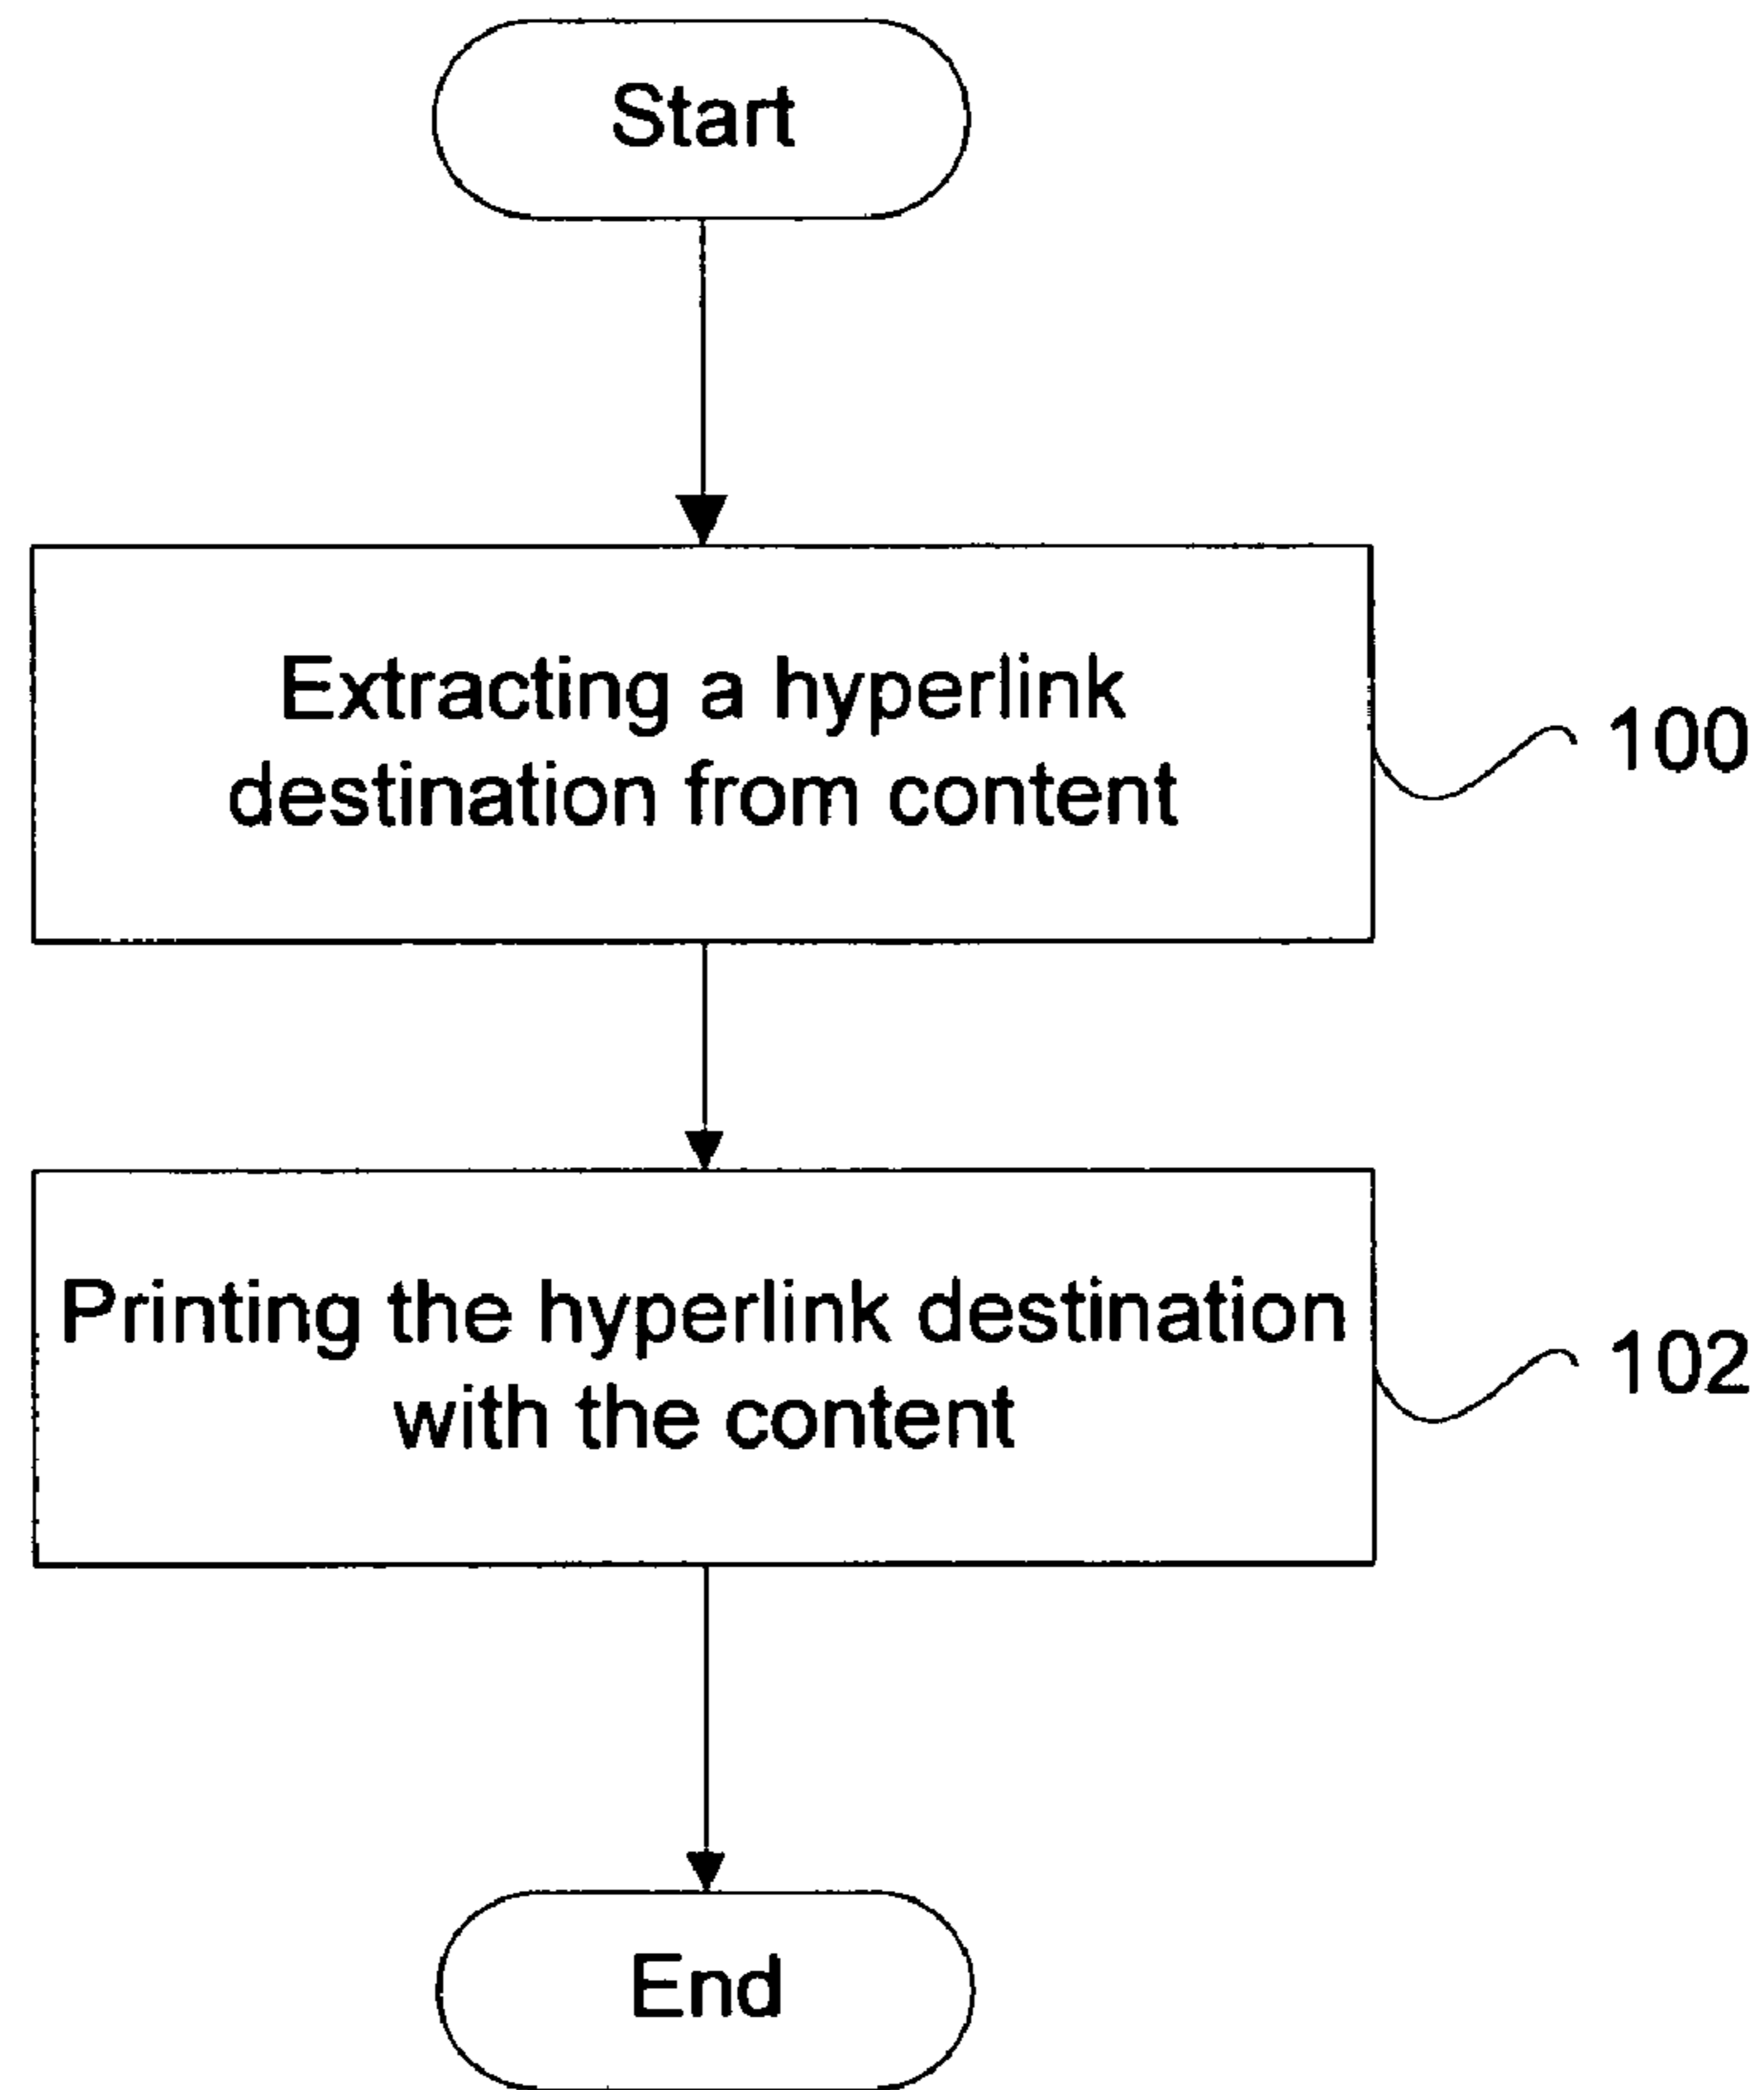 Start
Extracting a hyperlink
destination from content
100
Printing the hyperlink destination
with the content
102
End